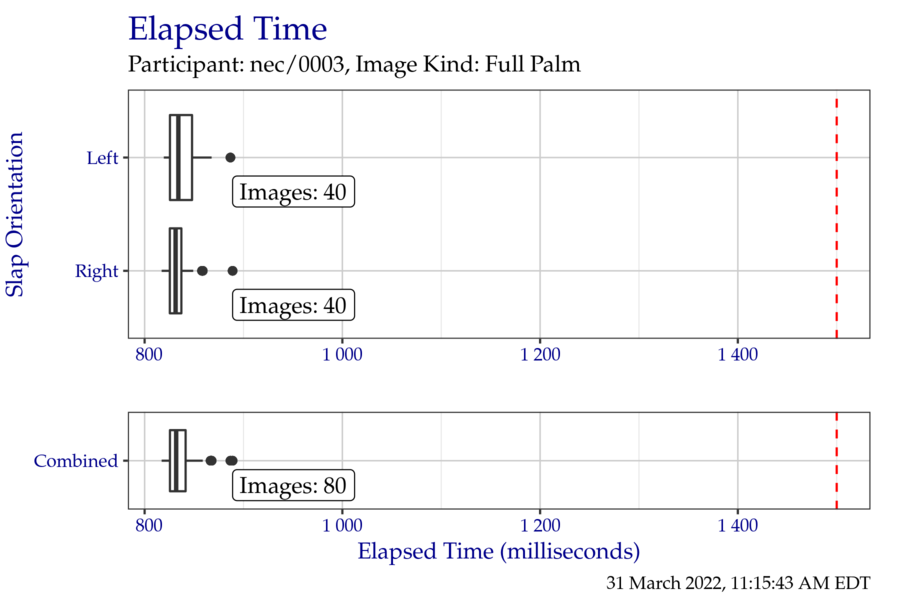 Elapsed Time
Participant: nec/0003, Image Kind: Full Palm
Slap Orientation
Left
Images: 40
Right
Images: 40
800 1 000 1 200 1 400
Combined
Images: 80
800 1 000 1 200 1 400
Elapsed Time (milliseconds)
31 March 2022, 11:15:43 AM EDT